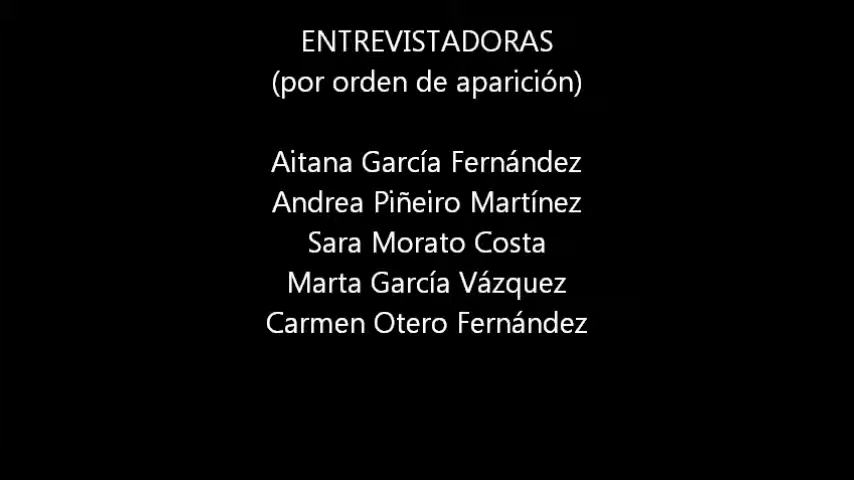 ENTREVISTADORAS
(por orden de aparición)
Aitana García Fernández
Andrea Piñeiro Martínez
Sara Morato Costa
Marta García Vázquez
Carmen Otero Fernández